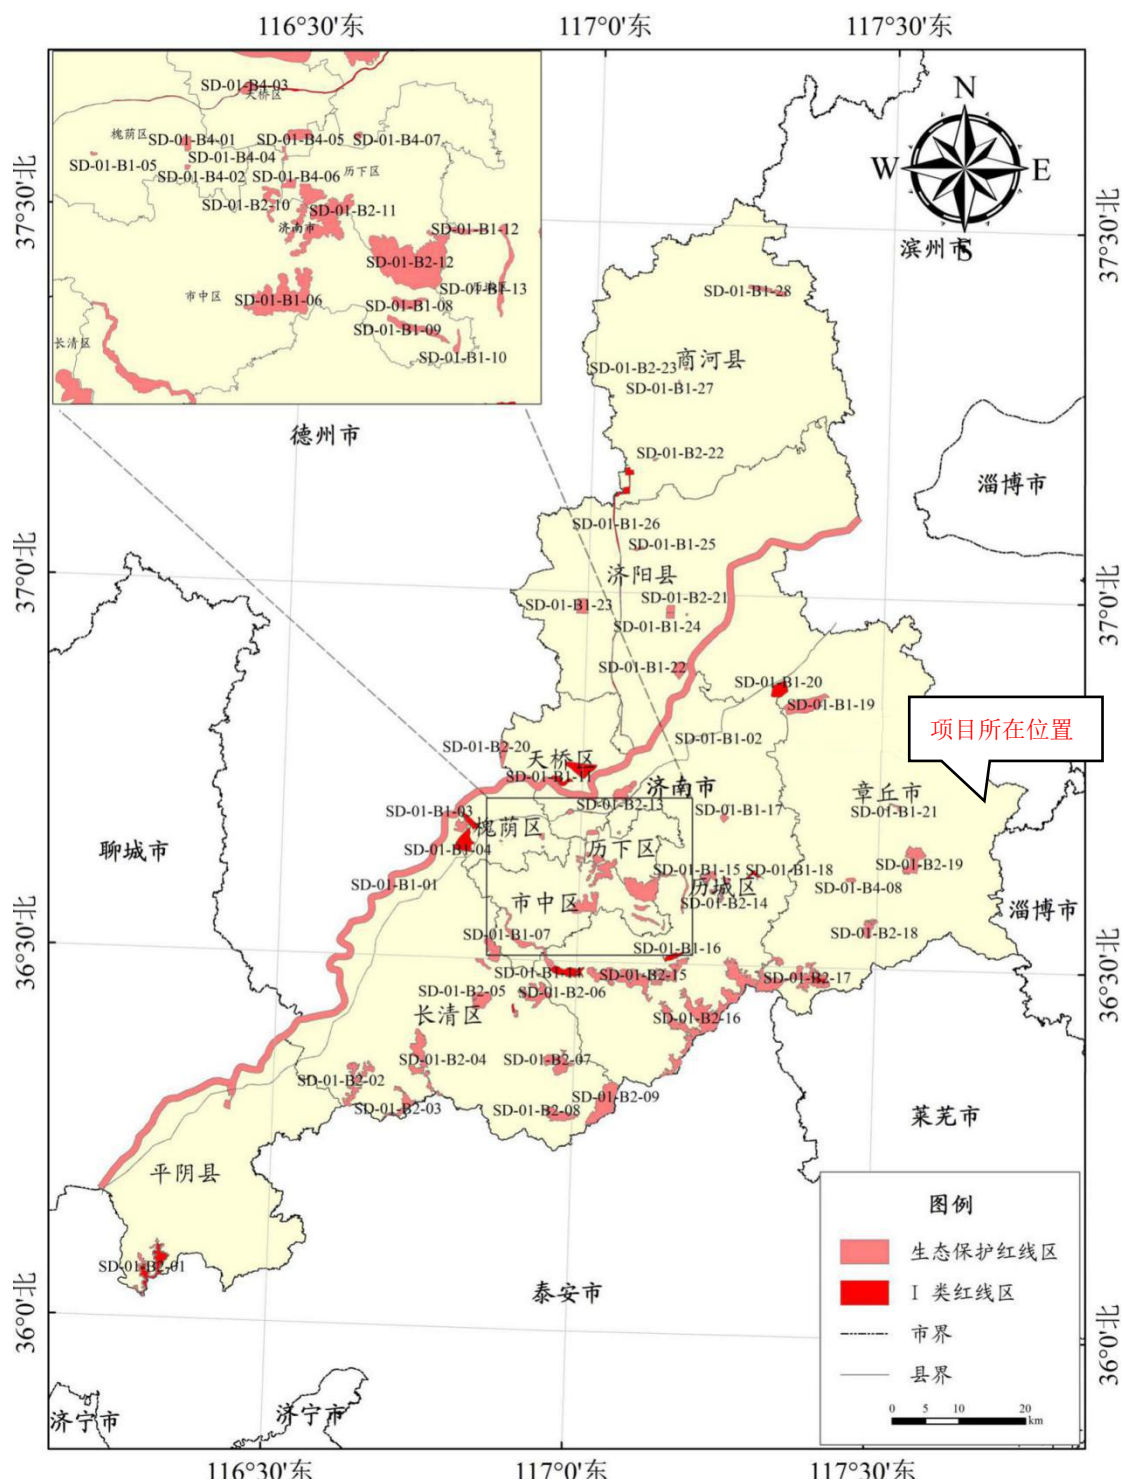 116°30'东
117°0'东
117°30'东
SD-01-B4-03
天桥区
槐荫区
SD-01-B4-01
SD-01-B4-05
SD-01-B4-07
SD-01-B1-05
SD-01-B4-04
SD-01-B4-02
SD-01-B4-06
历下区
SD-01-B2-10
SD-01-B2-11
济南市
SD-01-B1-12
SD-01-B2-12
SD-01-B1-13
市中区
SD-01-B1-06
SD-01-B1-08
SD-01-B1-09
长清区
SD-01-B1-10
N
W
E
S
37°30'北
37°30'北
滨州市
SD-01-B1-28
商河县
SD-01-B2-23
SD-01-B1-27
德州市
SD-01-B2-22
淄博市
SD-01-B1-26
SD-01-B1-25
37°0'北
37°0'北
济阳县
SD-01-B1-23
SD-01-B2-21
SD-01-B1-24
SD-01-B1-22
SD-01-B1-20
SD-01-B1-19
项目所在位置
SD-01-B1-02
SD-01-B2-20
天桥区
SD-01-B1-11
济南市
章丘市
SD-01-B2-13
SD-01-B1-03
SD-01-B1-17
SD-01-B1-21
槐荫区
聊城市
SD-01-B1-04
历下区
SD-01-B2-19
SD-01-B1-15
SD-01-B1-18
SD-01-B1-01
历城区
SD-01-B4-08
市中区
SD-01-B2-14
淄博市
SD-01-B1-07
SD-01-B2-18
36°30'北
36°30'北
SD-01-B1-16
SD-01-B1-14
SD-01-B2-15
SD-01-B2-17
SD-01-B2-05
SD-01-B2-06
长清区
SD-01-B2-16
SD-01-B2-04
SD-01-B2-07
SD-01-B2-02
SD-01-B2-03
SD-01-B2-08
SD-01-B2-09
莱芜市
平阴县
图例
生态保护红线区
SD-01-B2-01
泰安市
I 类红线区
36°0'北
36°0'北
市界
县界
0 5 10 20
km
济宁市
济宁市
116°30'东
117°0'东
117°30'东